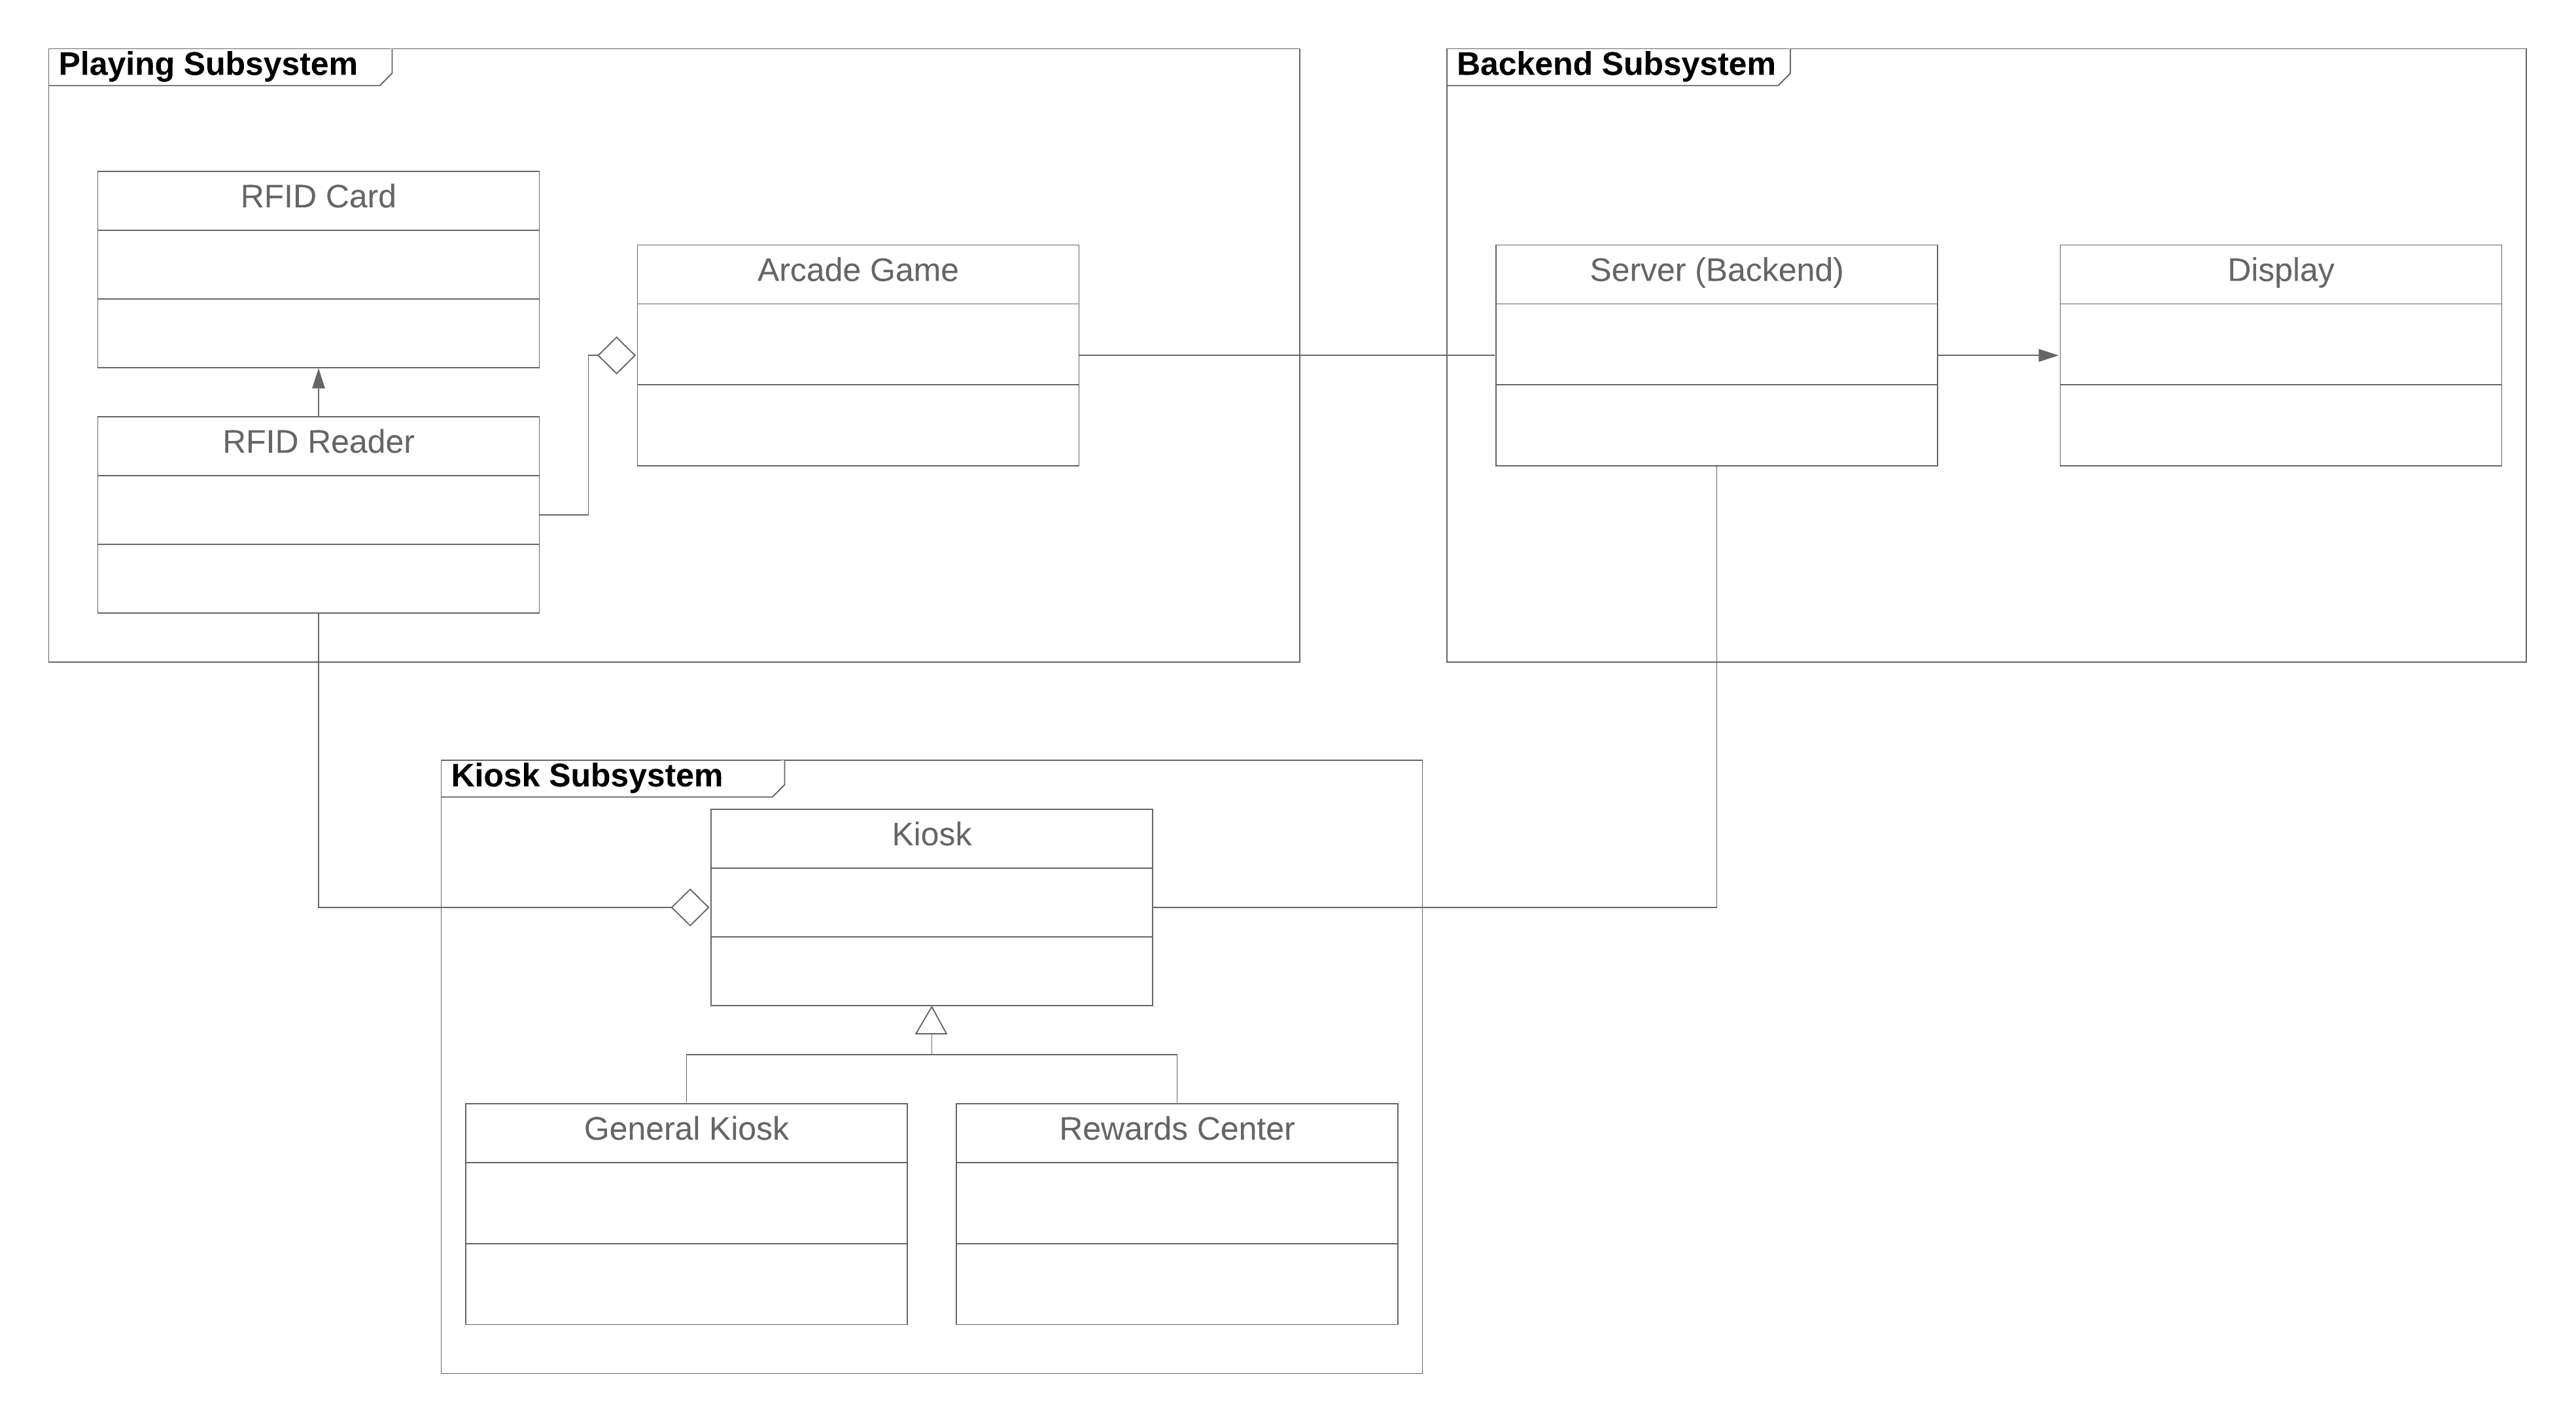 Playing Subsystem
Backend Subsystem
RFID Card
Arcade Game
Server (Backend)
Display
RFID Reader
Kiosk Subsystem
Kiosk
General Kiosk
Rewards Center